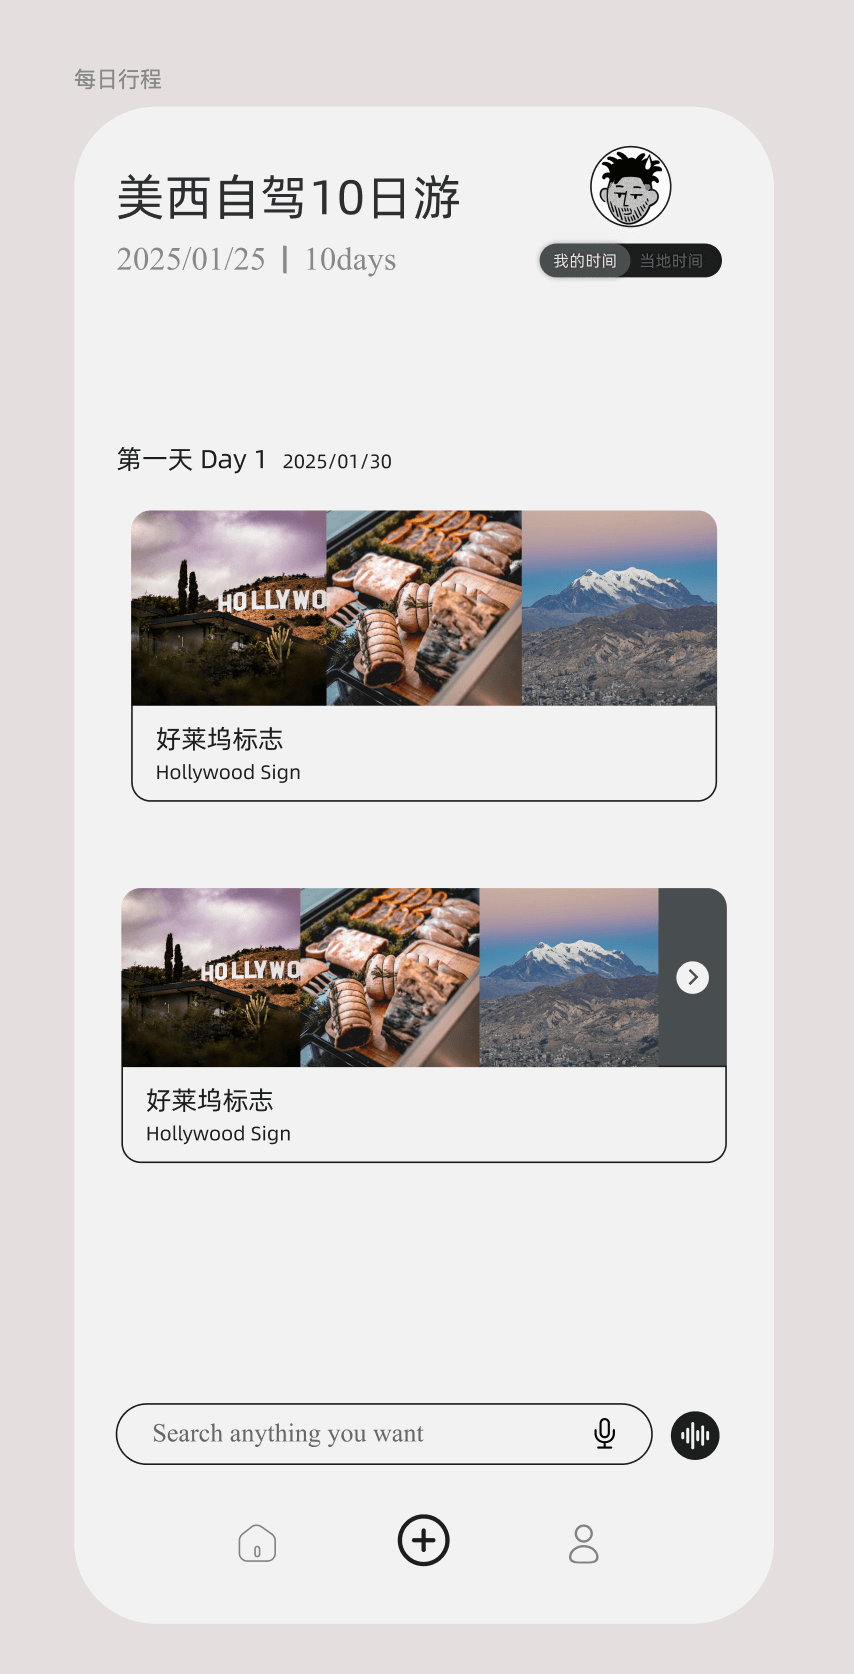 每日行程
美西自驾10日游
2025/01/25 | 10days
我的时间 当地时间
第一天 Day 1 2025/01/30
HOLLYWO
好莱坞标志
Hollywood Sign
HOLLYWO
好莱坞标志
Hollywood Sign
Search anything you want